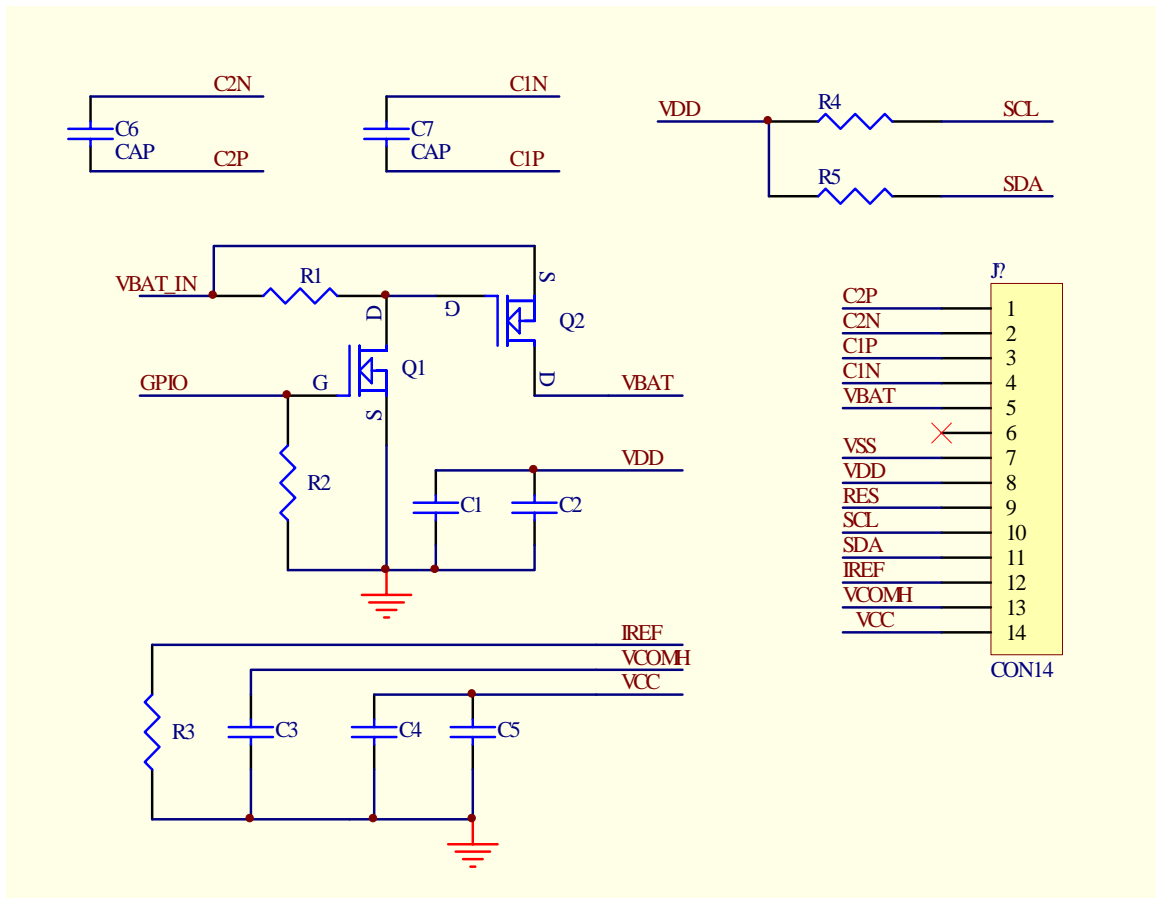 C2N
C6
CAP
C2P
C1N
C7
CAP
C1P
VDD
R4
SCL
R5
SDA
VBAT_IN
R1
D
G
S
Q2
D
VBAT
GPIO
G
Q1
S
R2
VDD
C1
C2
IREF
VCOMH
VCC
R3
C3
C4
C5
J?
C2P 1
C2N 2
C1P 3
C1N 4
VBAT 5
6
VSS 7
VDD 8
RES 9
SCL 10
SDA 11
IREF 12
VCOMH 13
VCC 14
CON14